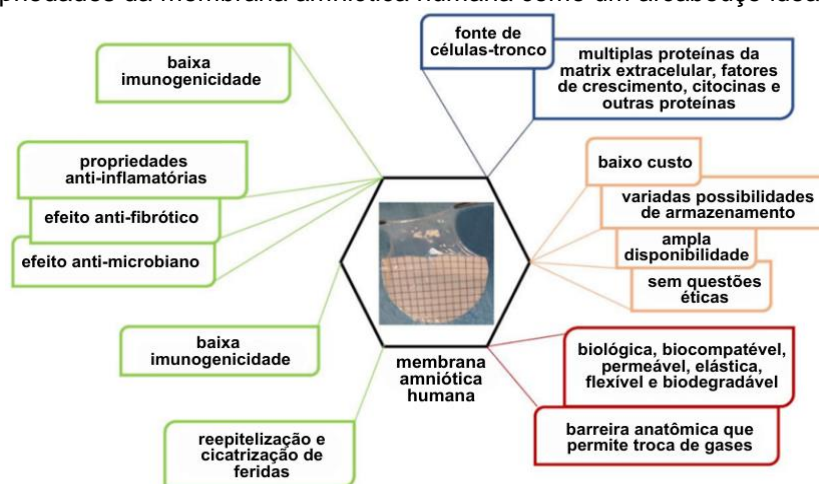 baixa
imunogenicidade
propriedades
anti-inflamatórias
efeito anti-fibrótico
efeito anti-microbiano
baixa
imunogenicidade
reepitelização e
cicatrização de
feridas
fonte de
células-tronco
multiplas proteínas da
matrix extracelular, fatores
de crescimento, citocinas e
outras proteínas
baixo custo
variadas possibilidades
de armazenamento
ampla
disponibilidade
sem questões
éticas
biológica, biocompatével,
permeável, elástica,
flexível e biodegradável
barreira anatômica que
permite troca de gases
membrana
amniótica
humana